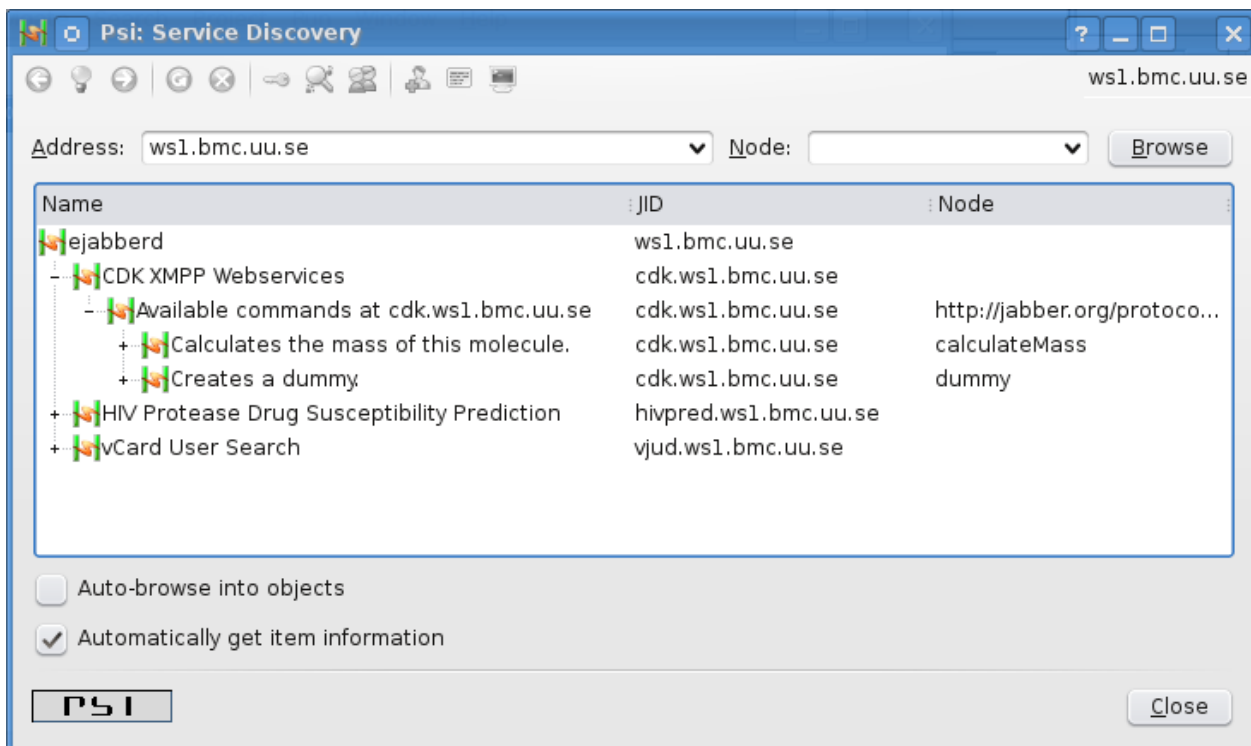 Psi: Service Discovery ?
ws1.bmc.uu.se
Address: ws1.bmc.uu.se Node: Browse
Name JID Node
ejabberd ws1.bmc.uu.se
CDK XMPP Webservices cdk.ws1.bmc.uu.se
Available commands at cdk.ws1.bmc.uu.se cdk.ws1.bmc.uu.se http://jabber.org/protoco...
Calculates the mass of this molecule. cdk.ws1.bmc.uu.se calculateMass
Creates a dummy. cdk.ws1.bmc.uu.se dummy
HIV Protease Drug Susceptibility Prediction hivpred.ws1.bmc.uu.se
vCard User Search vjud.ws1.bmc.uu.se
Auto-browse into objects
Automatically get item information
PSI Close